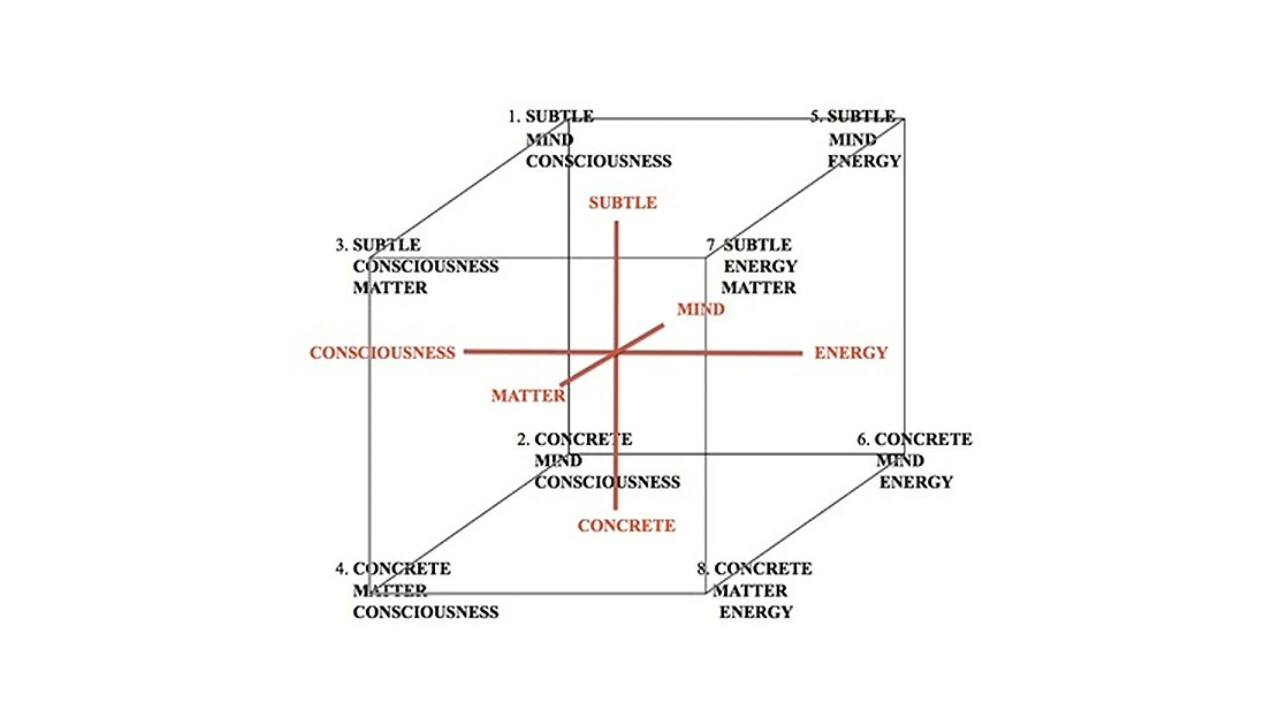 1. SUBTLE
MIND
CONSCIOUSNESS
5. SUBTLE
MIND
ENERGY
SUBTLE
3. SUBTLE
CONSCIOUSNESS
MATTER
7 SUBTLE
ENERGY
MATTER
MIND
CONSCIOUSNESS
ENERGY
MATTER
2. CONCRETE
MIND
CONSCIOUSNESS
6. CONCRETE
MIND
ENERGY
CONCRETE
4. CONCRETE
MATTER
CONSCIOUSNESS
8. CONCRETE
MATTER
ENERGY